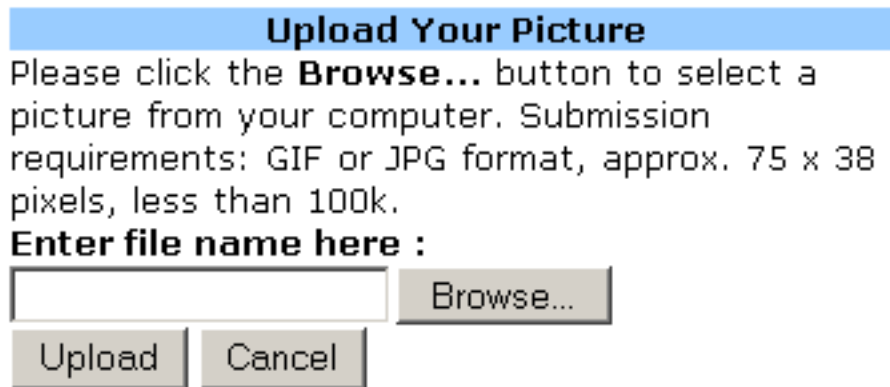 Upload Your Picture
Please click the Browse... button to select a
picture from your computer. Submission
requirements: GIF or JPG format, approx. 75 x 38
pixels, less than 100k.
Enter file name here :
Browse...
Upload Cancel